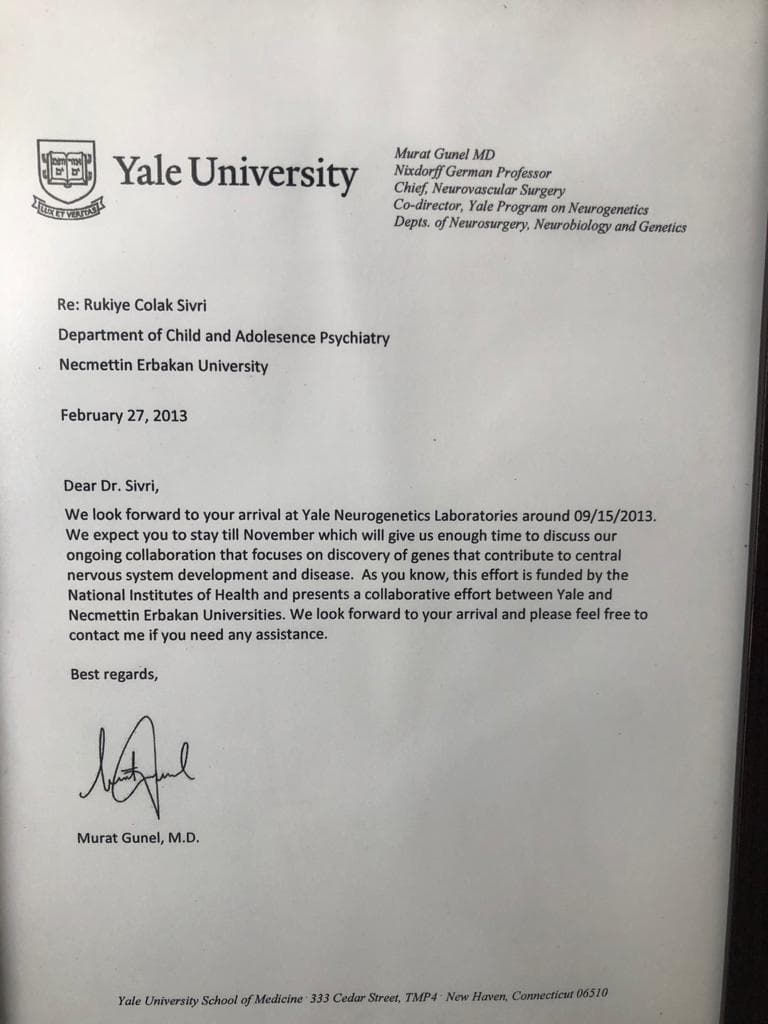 Yale University
LUX ET VERITAS
Murat Gunel MD
Nixdorff German Professor
Chief, Neurovascular Surgery
Co-director, Yale Program on Neurogenetics
Depts. of Neurosurgery, Neurobiology and Genetics
Re: Rukiye Colak Sivri
Department of Child and Adolesence Psychiatry
Necmettin Erbakan University
February 27, 2013
Dear Dr. Sivri,
We look forward to your arrival at Yale Neurogenetics Laboratories around 09/15/2013.
We expect you to stay till November which will give us enough time to discuss our
ongoing collaboration that focuses on discovery of genes that contribute to central
nervous system development and disease.  As you know, this effort is funded by the
National Institutes of Health and presents a collaborative effort between Yale and
Necmettin Erbakan Universities. We look forward to your arrival and please feel free to
contact me if you need any assistance.
Best regards,
Murat Gunel, M.D.
Yale University School of Medicine · 333 Cedar Street, TMP4 · New Haven, Connecticut 06510